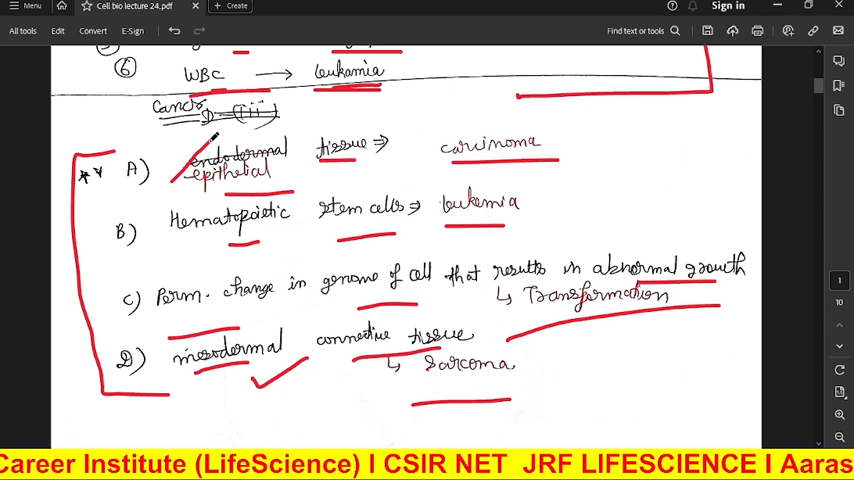 Menu
Cell bio lecture 24.pdf
×
+ Create
Sign in
All tools Edit Convert E-Sign
Find text or tools
6 WBC → leukemia
A) endodermal tissue ⇒ carcinoma
epithelial
B) Hematopoietic stem cells ⇒ leukemia
C) Perm. change in genome of cell that results in abnormal growth
↳ Transformation
D) mesodermal connective tissue
↳ Sarcoma
1
10
Career Institute (LifeScience) I CSIR NET JRF LIFESCIENCE I Aaras